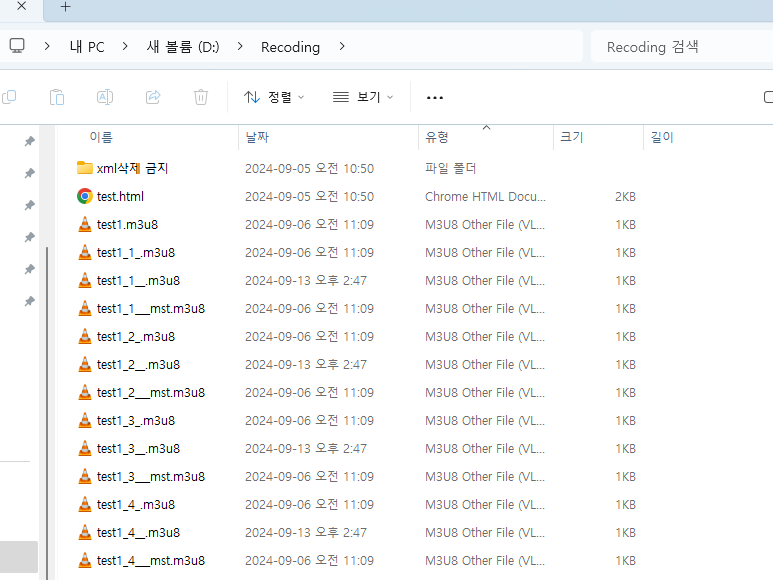 내 PC > 새 볼륨 (D:) > Recoding >
Recoding 검색
정렬 보기 ...
이름 날짜 유형 크기 길이
xml삭제 금지 2024-09-05 오전 10:50 파일 폴더
test.html 2024-09-05 오전 10:50 Chrome HTML Docu... 2KB
test1.m3u8 2024-09-06 오전 11:09 M3U8 Other File (VL... 1KB
test1_1_.m3u8 2024-09-06 오전 11:09 M3U8 Other File (VL... 1KB
test1_1__.m3u8 2024-09-13 오후 2:47 M3U8 Other File (VL... 1KB
test1_1___mst.m3u8 2024-09-06 오전 11:09 M3U8 Other File (VL... 1KB
test1_2_.m3u8 2024-09-06 오전 11:09 M3U8 Other File (VL... 1KB
test1_2__.m3u8 2024-09-13 오후 2:47 M3U8 Other File (VL... 1KB
test1_2___mst.m3u8 2024-09-06 오전 11:09 M3U8 Other File (VL... 1KB
test1_3_.m3u8 2024-09-06 오전 11:09 M3U8 Other File (VL... 1KB
test1_3__.m3u8 2024-09-13 오후 2:47 M3U8 Other File (VL... 1KB
test1_3___mst.m3u8 2024-09-06 오전 11:09 M3U8 Other File (VL... 1KB
test1_4_.m3u8 2024-09-06 오전 11:09 M3U8 Other File (VL... 1KB
test1_4__.m3u8 2024-09-13 오후 2:47 M3U8 Other File (VL... 1KB
test1_4___mst.m3u8 2024-09-06 오전 11:09 M3U8 Other File (VL... 1KB